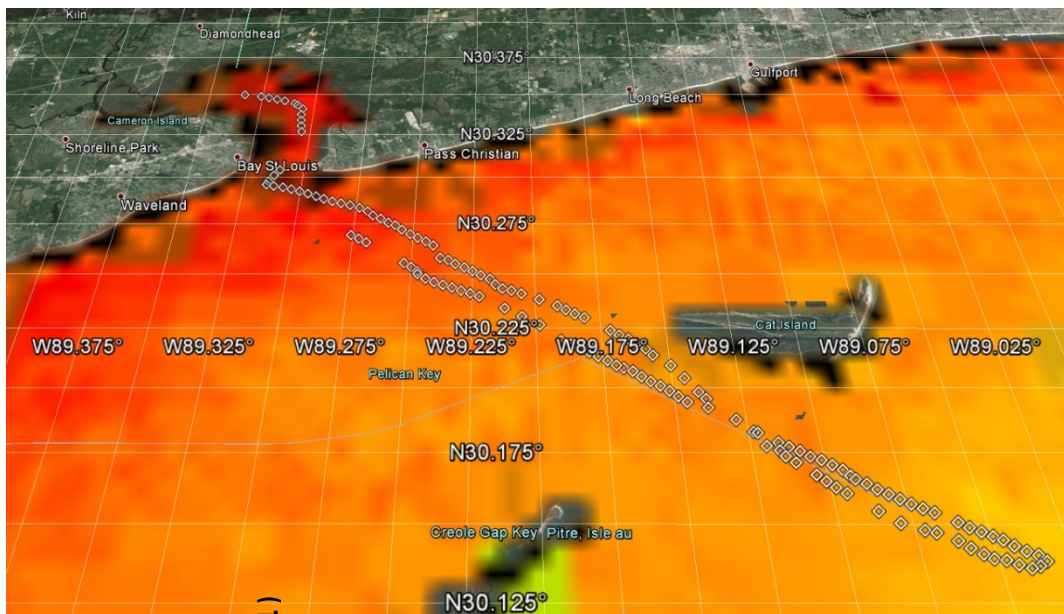 Kiln
Diamondhead
N30.375°
Gulfport
Long Beach
Cameron Island
N30.325°
Shoreline Park
Pass Christian
Bay St Louis
Waveland
N30.275°
N30.225°
Cat Island
W89.375° W89.325° W89.275° W89.225° W89.175° W89.125° W89.075° W89.025°
Pelican Key
N30.175°
Creole Gap Key Pitre, Isle au
N30.125°